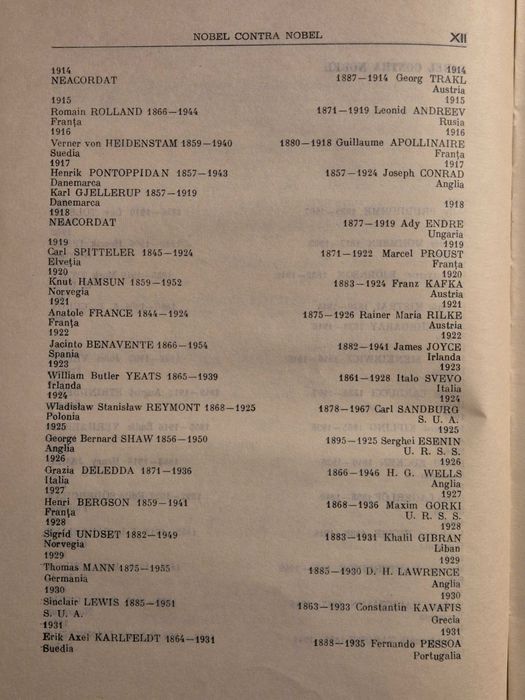 NOBEL CONTRA NOBEL XII
1914 1914
NEACORDAT 1887—1914 Georg TRAKL
Austria
1915 1915
Romain ROLLAND 1866—1944 1871—1919 Leonid ANDREEV
Franța Rusia
1916 1916
Verner von HEIDENSTAM 1859—1940 1880—1918 Guillaume APOLLINAIRE
Suedia Franța
1917 1917
Henrik PONTOPPIDAN 1857—1943 1857—1924 Joseph CONRAD
Danemarca Anglia
Karl GJELLERUP 1857—1919
Danemarca 1918
1918
NEACORDAT 1877—1919 Ady ENDRE
Ungaria
1919 1919
Carl SPITTELER 1845—1924 1871—1922 Marcel PROUST
Elveția Franța
1920 1920
Knut HAMSUN 1859—1952 1883—1924 Franz KAFKA
Norvegia Austria
1921 1921
Anatole FRANCE 1844—1924 1875—1926 Rainer Maria RILKE
Franța Austria
1922 1922
Jacinto BENAVENTE 1866—1954 1882—1941 James JOYCE
Spania Irlanda
1923 1923
William Butler YEATS 1865—1939 1861—1928 Italo SVEVO
Irlanda Italia
1924 1924
Wladisław Stanisław REYMONT 1868—1925 1878—1967 Carl SANDBURG
Polonia S. U. A.
1925 1925
George Bernard SHAW 1856—1950 1895—1925 Serghei ESENIN
Anglia U. R. S. S.
1926 1926
Grazia DELEDDA 1871—1936 1866—1946 H. G. WELLS
Italia Anglia
1927 1927
Henri BERGSON 1859—1941 1868—1936 Maxim GORKI
Franța U. R. S. S.
1928 1928
Sigrid UNDSET 1882—1949 1883—1931 Khalil GIBRAN
Norvegia Liban
1929 1929
Thomas MANN 1875—1955 1885—1930 D. H. LAWRENCE
Germania Anglia
1930 1930
Sinclair LEWIS 1885—1951 1863—1933 Constantin KAVAFIS
S. U. A. Grecia
1931 1931
Erik Axel KARLFELDT 1864—1931 1888—1935 Fernando PESSOA
Suedia Portugalia